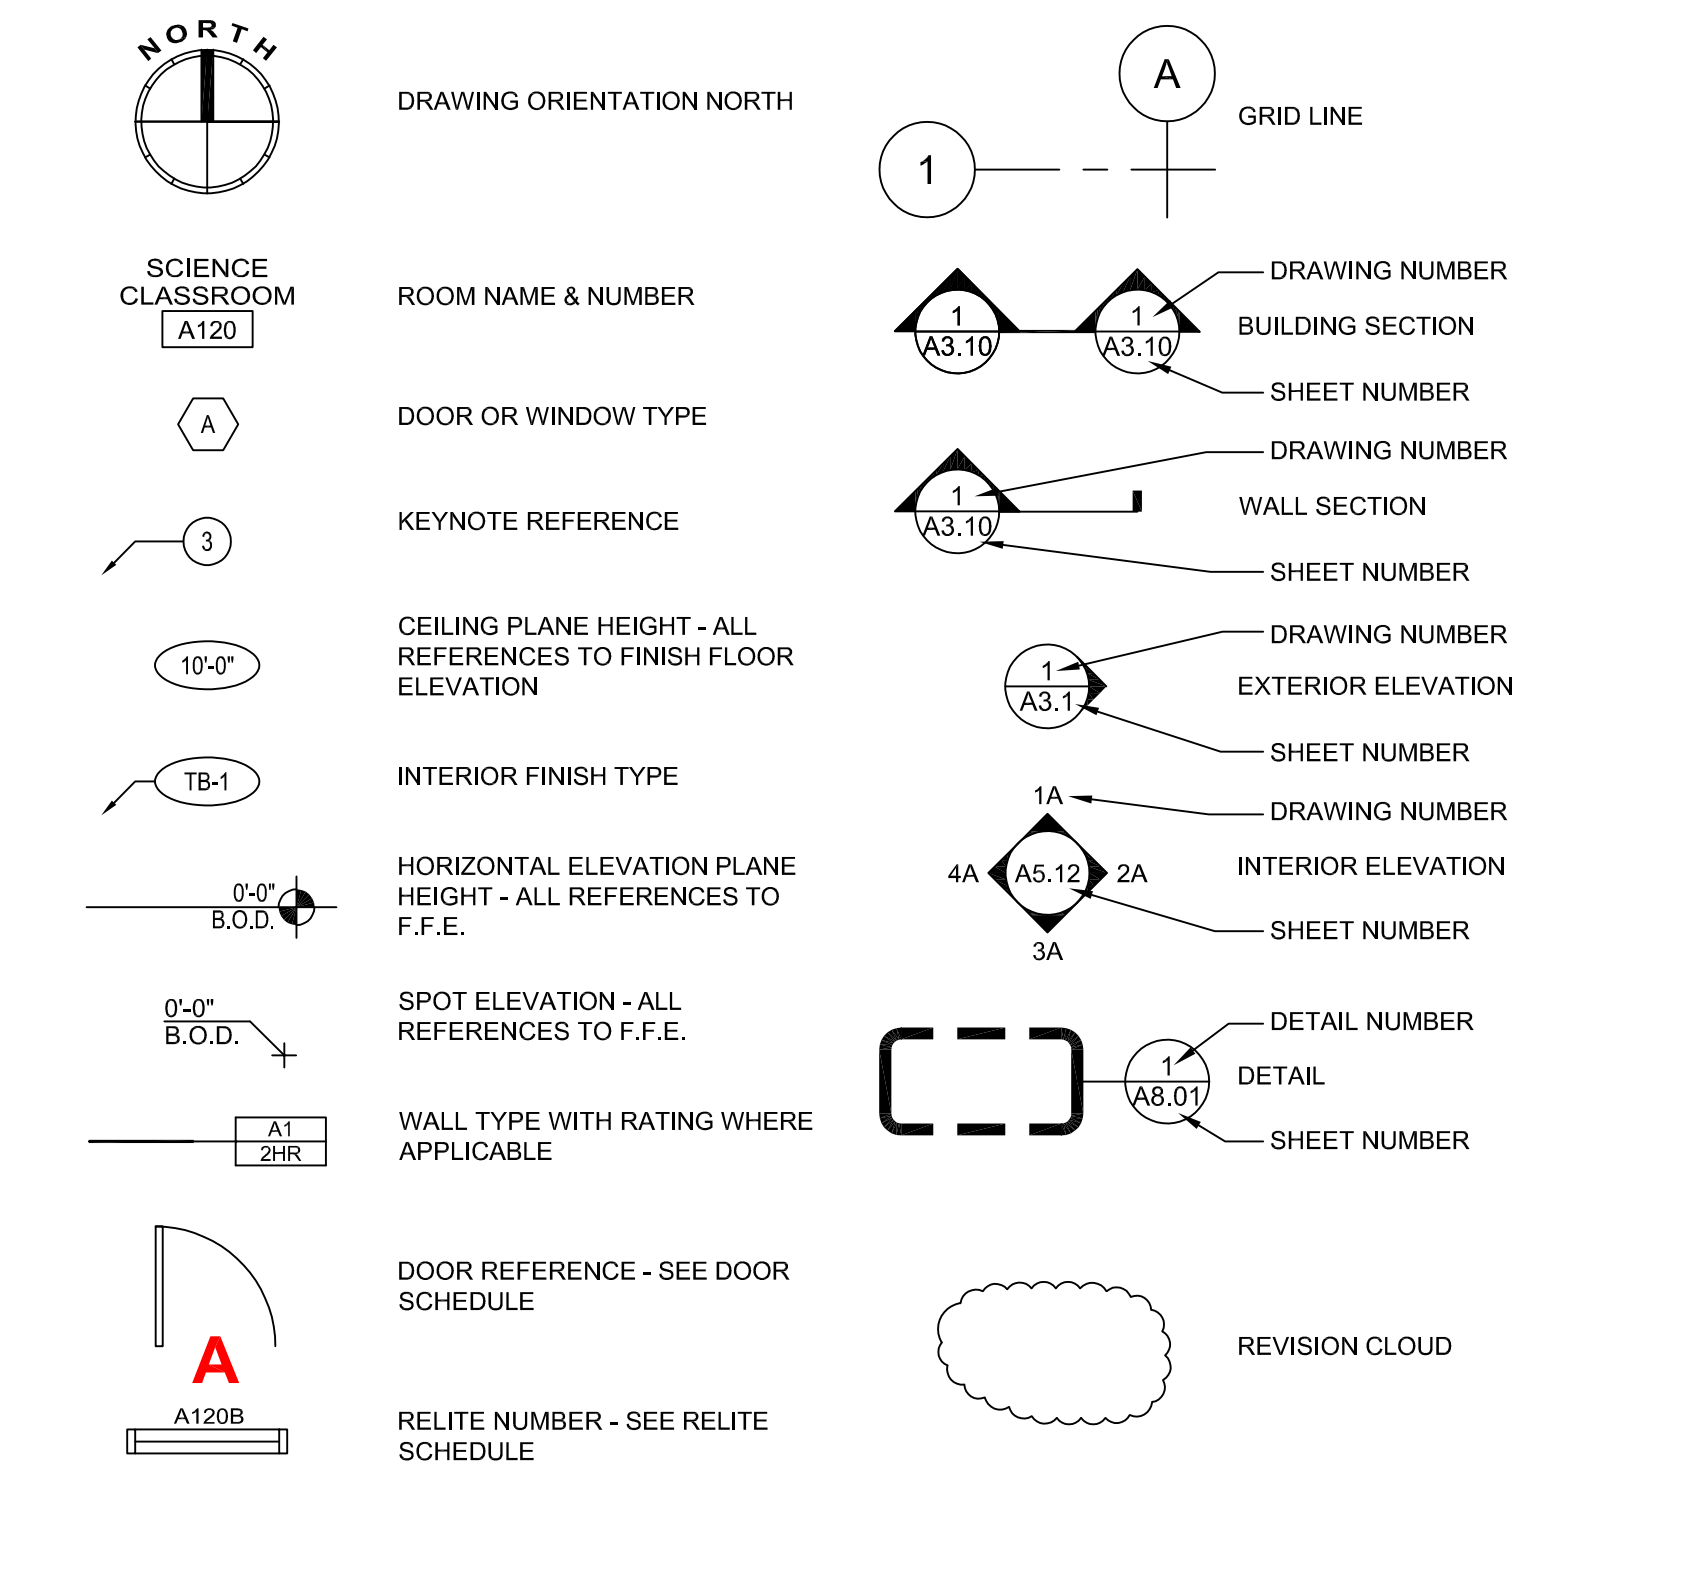 NORTH
DRAWING ORIENTATION NORTH
SCIENCE
CLASSROOM
A120
ROOM NAME & NUMBER
A
DOOR OR WINDOW TYPE
3
KEYNOTE REFERENCE
10'-0"
CEILING PLANE HEIGHT - ALL
REFERENCES TO FINISH FLOOR
ELEVATION
TB-1
INTERIOR FINISH TYPE
0'-0"
B.O.D.
HORIZONTAL ELEVATION PLANE
HEIGHT - ALL REFERENCES TO
F.F.E.
0'-0"
B.O.D.
SPOT ELEVATION - ALL
REFERENCES TO F.F.E.
A1
2HR
WALL TYPE WITH RATING WHERE
APPLICABLE
A
DOOR REFERENCE - SEE DOOR
SCHEDULE
A120B
RELITE NUMBER - SEE RELITE
SCHEDULE
A
1
GRID LINE
1
A3.10
1
A3.10
DRAWING NUMBER
BUILDING SECTION
SHEET NUMBER
1
A3.10
DRAWING NUMBER
WALL SECTION
SHEET NUMBER
1
A3.1
DRAWING NUMBER
EXTERIOR ELEVATION
SHEET NUMBER
1A
4A
A5.12
2A
3A
DRAWING NUMBER
INTERIOR ELEVATION
SHEET NUMBER
1
A8.01
DETAIL NUMBER
DETAIL
SHEET NUMBER
REVISION CLOUD